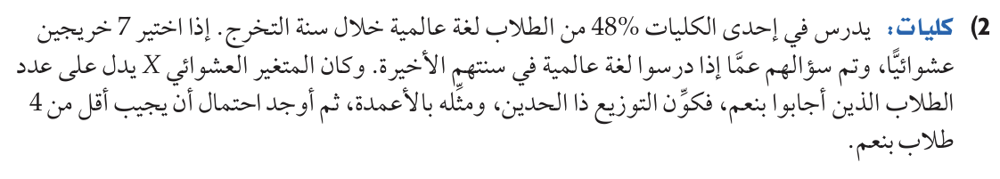 2) كليات: يدرس في إحدى الكليات 48% من الطلاب لغة عالمية خلال سنة التخرج. إذا اختير 7 خريجين
عشوائيًّا، وتم سؤالهم عمَّا إذا درسوا لغة عالمية في سنتهم الأخيرة. وكان المتغير العشوائي X يدل على عدد
الطلاب الذين أجابوا بنعم، فكوِّن التوزيع ذا الحدين، ومثِّله بالأعمدة، ثم أوجد احتمال أن يجيب أقل من 4
طلاب بنعم.